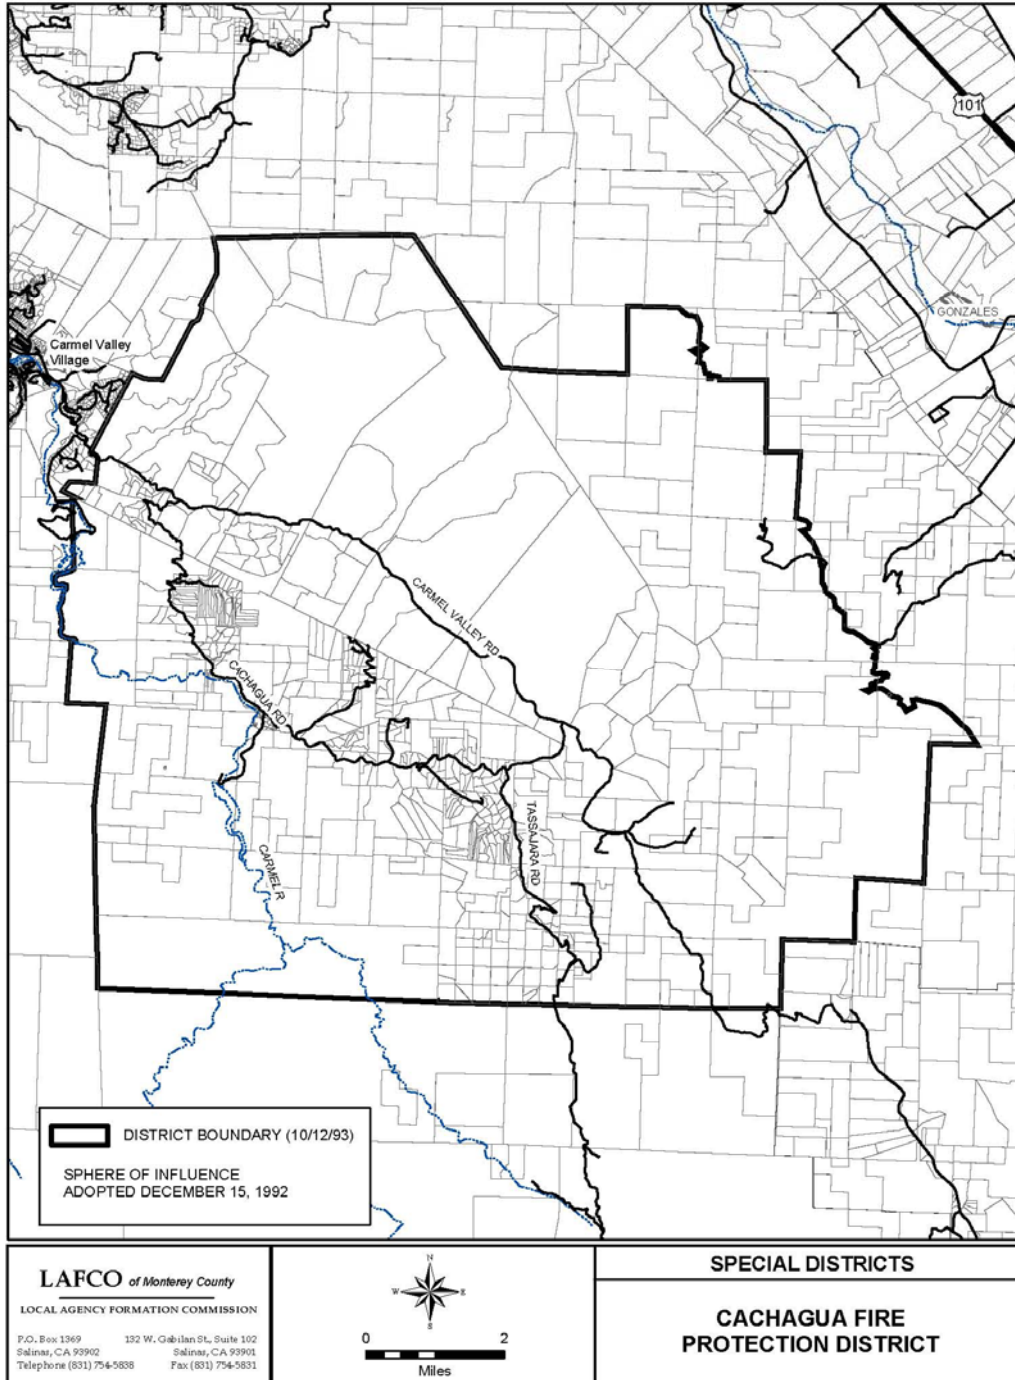 101
GONZALES
Carmel Valley
Village
CARMEL VALLEY RD
CACHAGUA RD
TASSAJARA RD
CARMEL R
DISTRICT BOUNDARY (10/12/93)
SPHERE OF INFLUENCE
ADOPTED DECEMBER 15, 1992
LAFCO of Monterey County
LOCAL AGENCY FORMATION COMMISSION
P.O. Box 1369 132 W. Gabilan St., Suite 102
Salinas, CA 93902 Salinas, CA 93901
Telephone (831) 754-5838 Fax (831) 754-5831
N
W E
S
0 2
Miles
SPECIAL DISTRICTS
CACHAGUA FIRE
PROTECTION DISTRICT